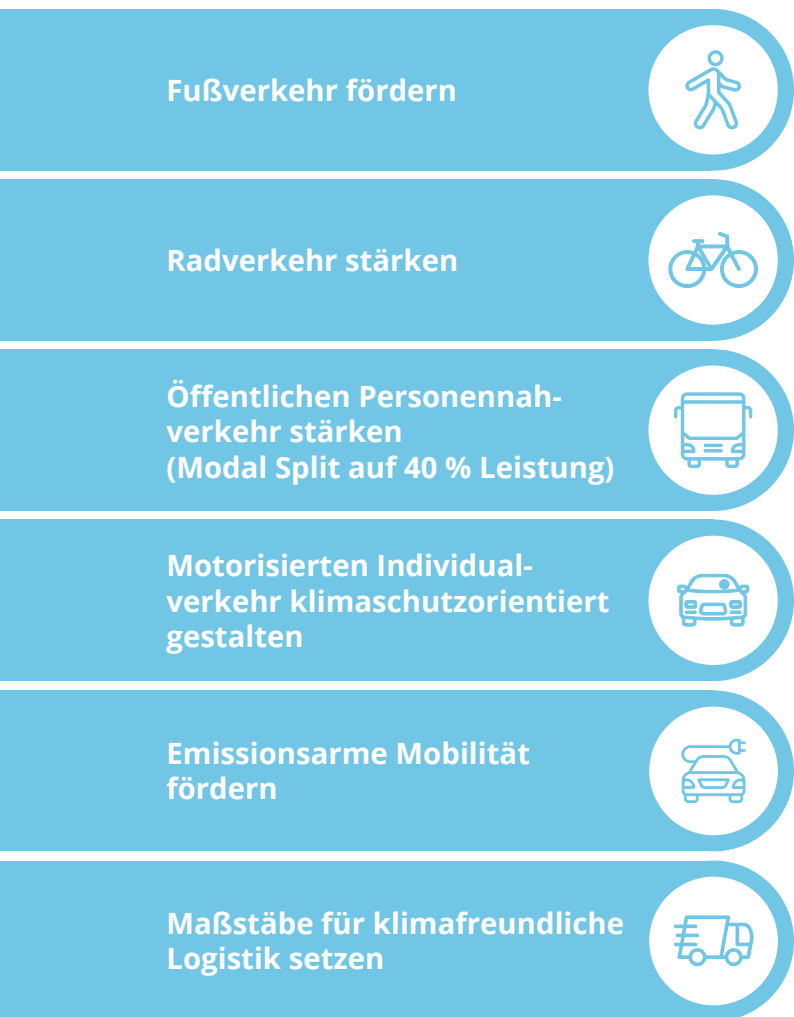 Fußverkehr fördern
Radverkehr stärken
Öffentlichen Personennah-
verkehr stärken
(Modal Split auf 40 % Leistung)
Motorisierten Individual-
verkehr klimaschutzorientiert
gestalten
Emissionsarme Mobilität
fördern
Maßstäbe für klimafreundliche
Logistik setzen